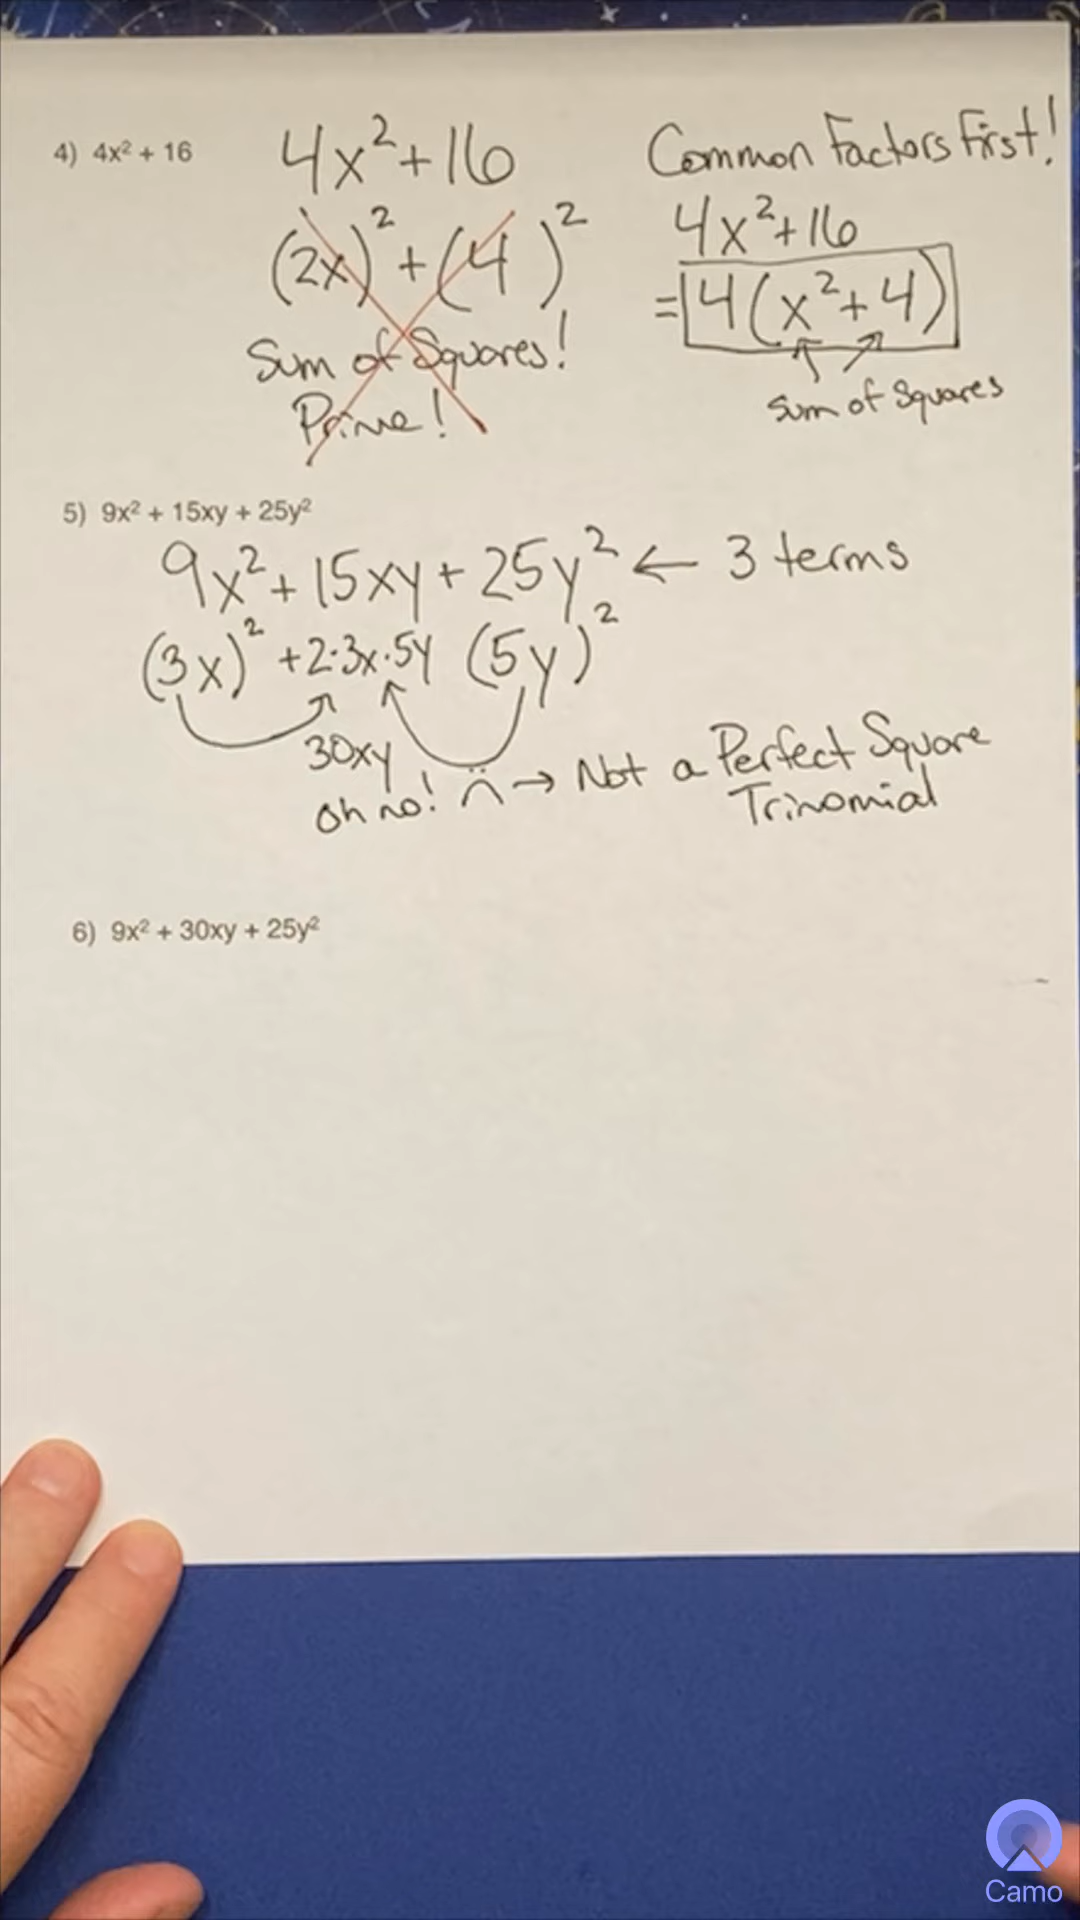 4) 4x² + 16
4x² + 16
(2x)² + (4)²
Sum of Squares!
Prime!
Common Factors First!
4x² + 16
= 4(x² + 4)
Sum of Squares
5) 9x² + 15xy + 25y²
9x² + 15xy + 25y² ← 3 terms
(3x)² + 2·3x·5y (5y)²
30xy
oh no! → Not a Perfect Square
Trinomial
6) 9x² + 30xy + 25y²
Camo